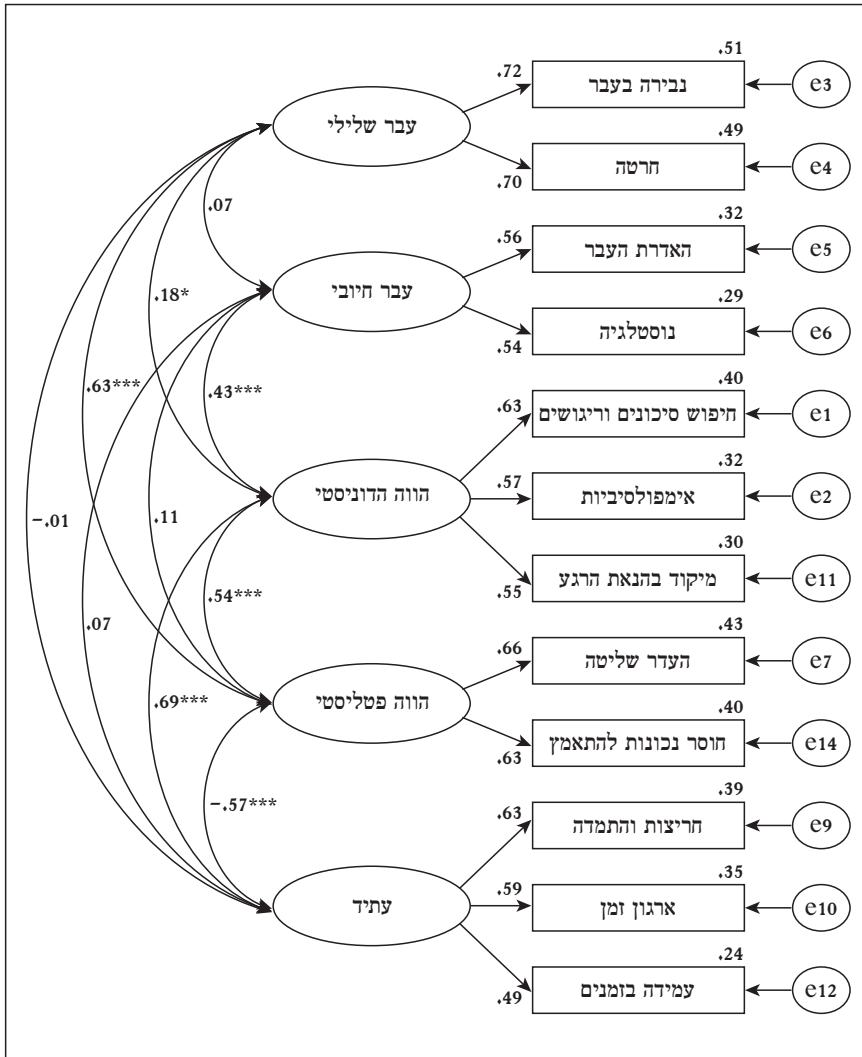 .51
.72
נבירה בעבר
e3
עבר שלילי
.49
חרטה
e4
.70
.07
.32
.56
האדרת העבר
e5
עבר חיובי
.18*
.29
נוסטלגיה
e6
.54
.63***
.43***
.40
.63
חיפוש סיכונים וריגושים
e1
.32
.57
אימפולסיביות
e2
הווה הדוניסטי
-.01
.11
.30
מיקוד בהנאת הרגע
e11
.55
.54***
.07
.43
.66
העדר שליטה
e7
הווה פטליסטי
.69***
.40
חוסר נכונות להתאמץ
e14
.63
-.57***
.39
.63
חריצות והתמדה
e9
.35
.59
ארגון זמן
e10
עתיד
.24
עמידה בזמנים
e12
.49